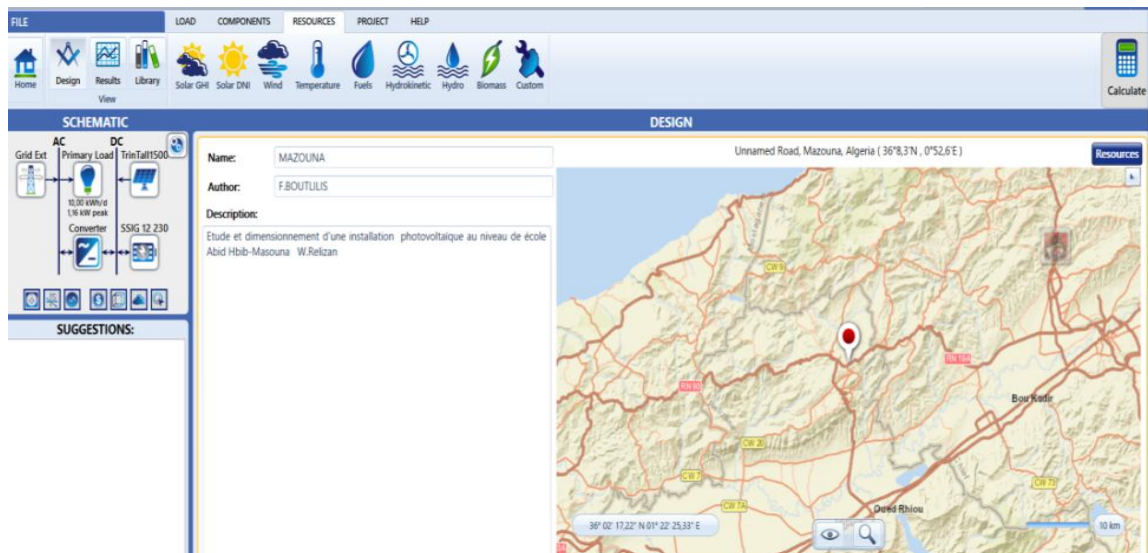 FILE
LOAD COMPONENTS RESOURCES PROJECT HELP
Home Design Results Library Solar GHI Solar DNI Wind Temperature Fuels Hydrokinetic Hydro Biomass Custom Calculate
View
SCHEMATIC DESIGN
AC DC
Grid Ext Primary Load TrinTall1500
10,00 kWh/d
1,16 kW peak
Converter SSIG 12 230
SUGGESTIONS:
Name: MAZOUNA
Author: F.BOUTLILIS
Description:
Etude et dimensionnement d'une installation photovoltaique au niveau de école
Abid Hbib-Masouna W.Relizan
Unnamed Road, Mazouna, Algeria ( 36°8,3'N , 0°52,6'E )
Resources
CW 9
RN 19A
RN 90
Bou Kadir
CW 20
CW 7
CW 73
CW 7A
Oued Rhiou
36° 02' 17,22" N 01° 22' 25,33" E
10 km